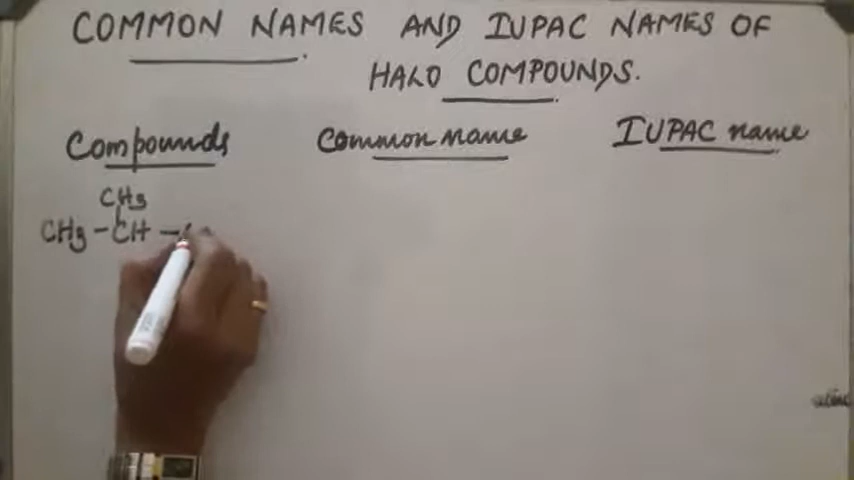 COMMON NAMES AND IUPAC NAMES OF
HALO COMPOUNDS.
Compounds Common name IUPAC name
CH3
CH3 - CH -